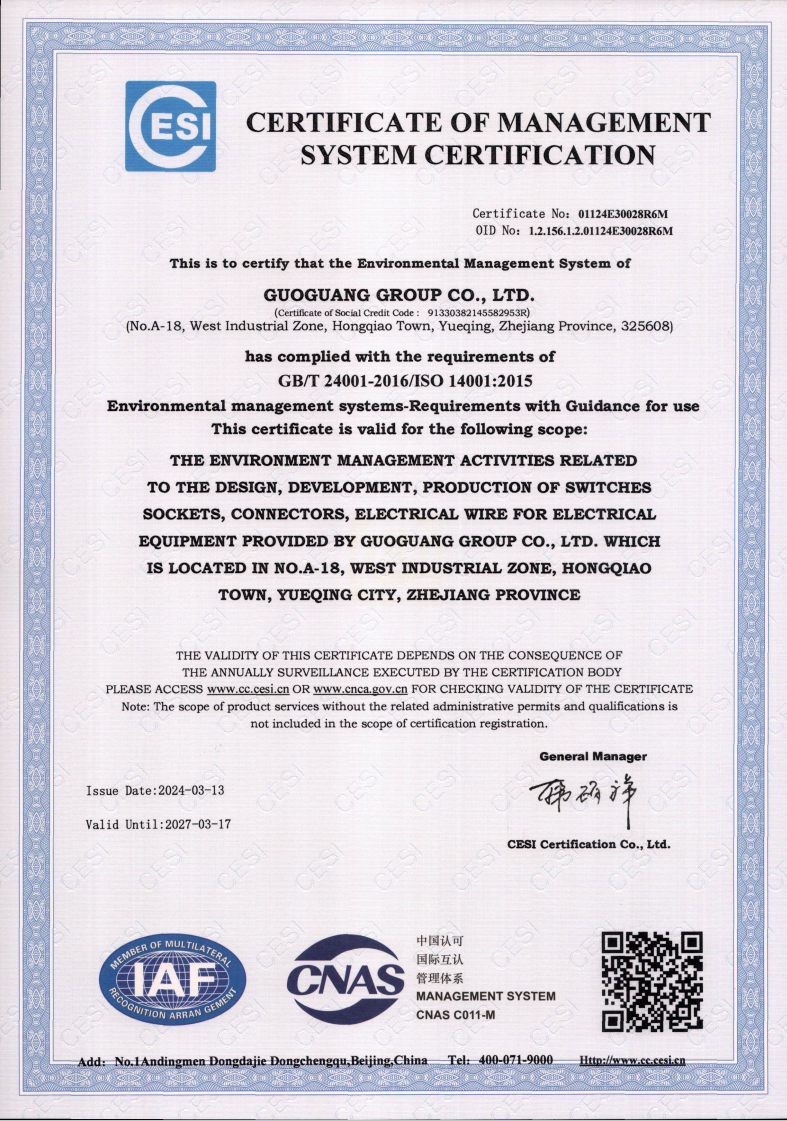 CESI
CERTIFICATE OF MANAGEMENT
SYSTEM CERTIFICATION
Certificate No: 01124E30028R6M
OID No: 1.2.156.1.2.01124E30028R6M
This is to certify that the Environmental Management System of
GUOGUANG GROUP CO., LTD.
(Certificate of Social Credit Code : 91330382145582953R)
(No.A-18, West Industrial Zone, Hongqiao Town, Yueqing, Zhejiang Province, 325608)
has complied with the requirements of
GB/T 24001-2016/ISO 14001:2015
Environmental management systems-Requirements with Guidance for use
This certificate is valid for the following scope:
THE ENVIRONMENT MANAGEMENT ACTIVITIES RELATED
TO THE DESIGN, DEVELOPMENT, PRODUCTION OF SWITCHES
SOCKETS, CONNECTORS, ELECTRICAL WIRE FOR ELECTRICAL
EQUIPMENT PROVIDED BY GUOGUANG GROUP CO., LTD. WHICH
IS LOCATED IN NO.A-18, WEST INDUSTRIAL ZONE, HONGQIAO
TOWN, YUEQING CITY, ZHEJIANG PROVINCE
THE VALIDITY OF THIS CERTIFICATE DEPENDS ON THE CONSEQUENCE OF
THE ANNUALLY SURVEILLANCE EXECUTED BY THE CERTIFICATION BODY
PLEASE ACCESS www.cc.cesi.cn OR www.cnca.gov.cn FOR CHECKING VALIDITY OF THE CERTIFICATE
Note: The scope of product services without the related administrative permits and qualifications is
not included in the scope of certification registration.
General Manager
Issue Date:2024-03-13
Valid Until:2027-03-17
CESI Certification Co., Ltd.
MEMBER OF MULTILATERAL
IAF
RECOGNITION ARRANGEMENT
CNAS
中国认可
国际互认
管理体系
MANAGEMENT SYSTEM
CNAS C011-M
Add: No.1Andingmen Dongdajie Dongchengqu,Beijing,China Tel: 400-071-9000 Http://www.cc.cesi.cn